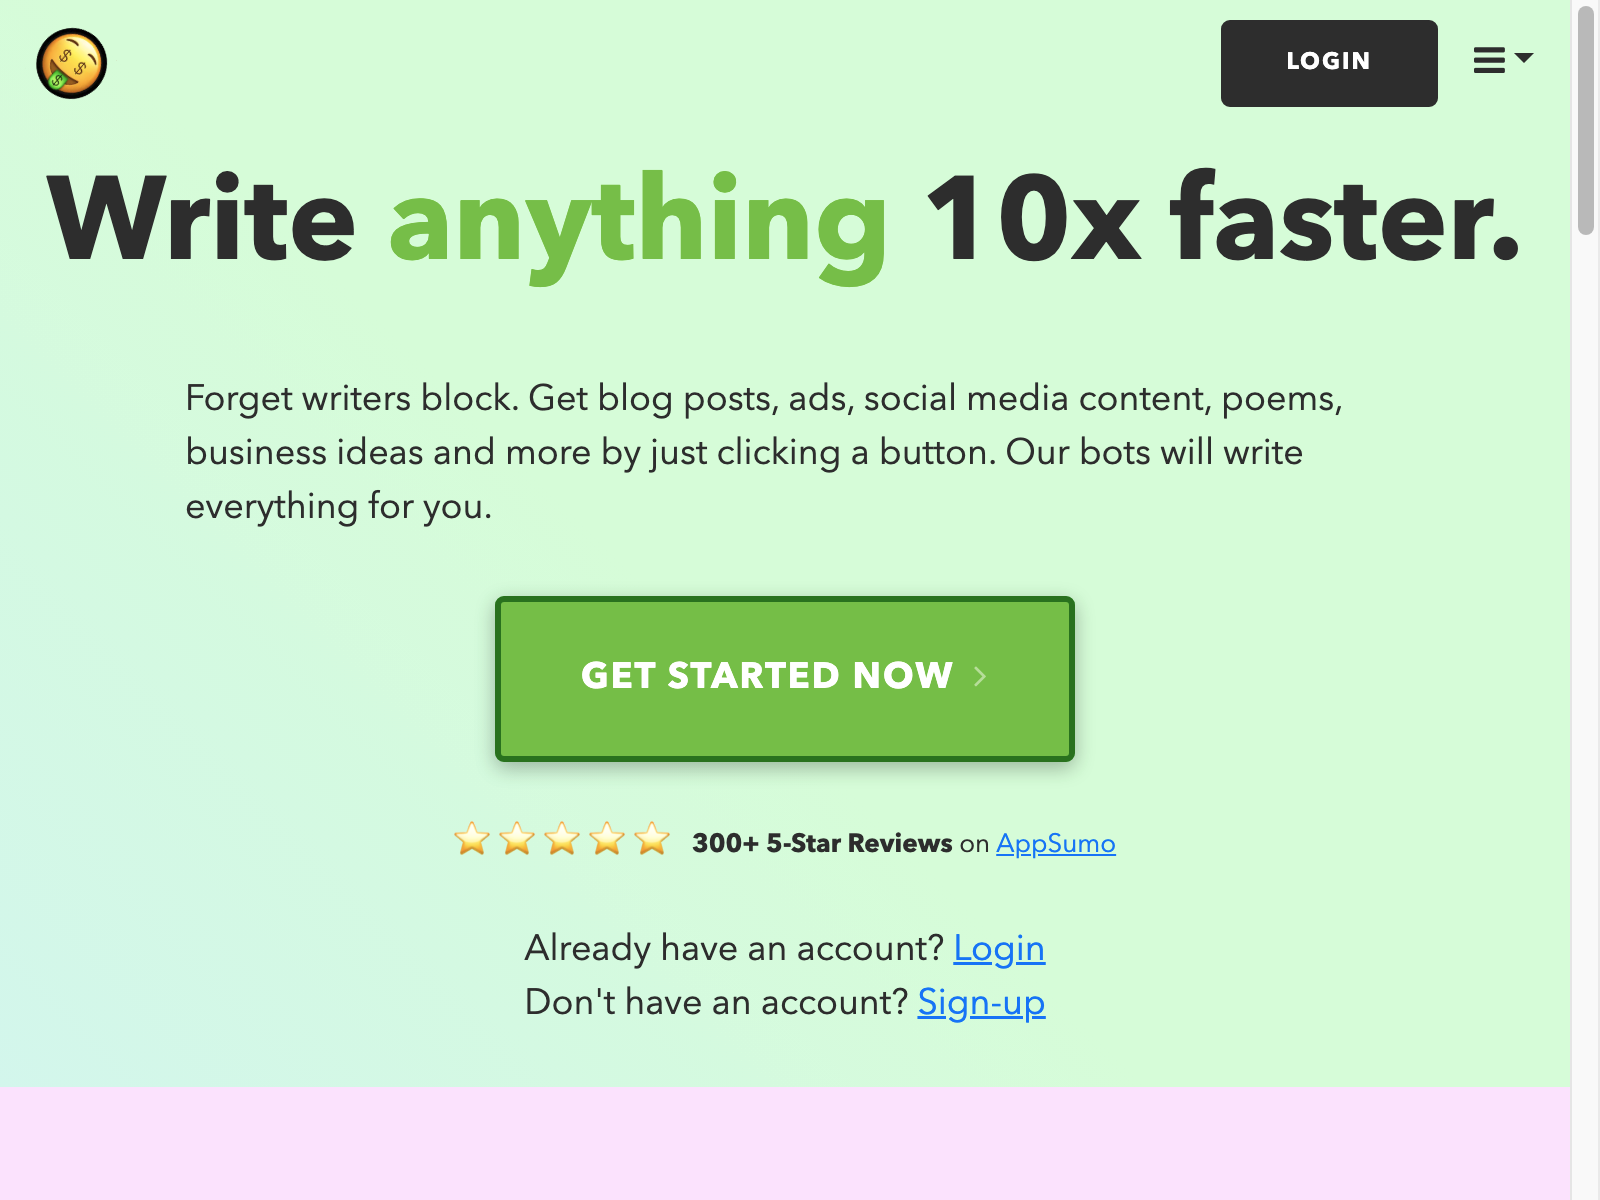 LOGIN
Write anything 10x faster.
Forget writers block. Get blog posts, ads, social media content, poems,
business ideas and more by just clicking a button. Our bots will write
everything for you.
GET STARTED NOW
300+ 5-Star Reviews on AppSumo
Already have an account? Login
Don't have an account? Sign-up